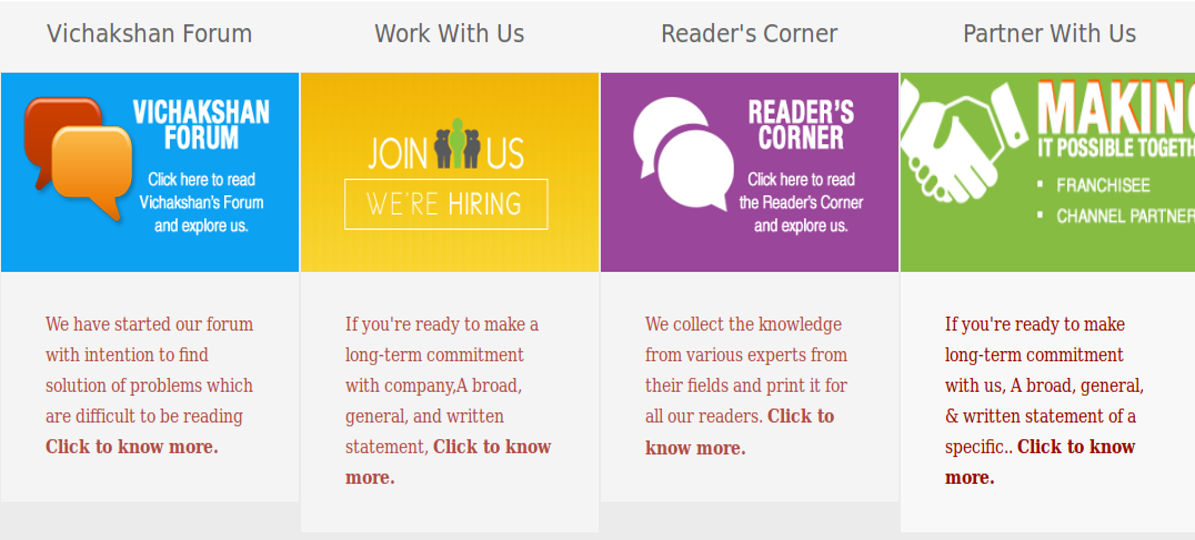 Vichakshan Forum
Work With Us
Reader's Corner
Partner With Us
VICHAKSHAN
FORUM
Click here to read
Vichakshan's Forum
and explore us.
JOIN US
WE'RE HIRING
READER'S
CORNER
Click here to read
the Reader's Corner
and explore us.
MAKING
IT POSSIBLE TOGETH
FRANCHISEE
CHANNEL PARTNER
We have started our forum
with intention to find
solution of problems which
are difficult to be reading
Click to know more.
If you're ready to make a
long-term commitment
with company,A broad,
general, and written
statement, Click to know
more.
We collect the knowledge
from various experts from
their fields and print it for
all our readers. Click to
know more.
If you're ready to make
long-term commitment
with us, A broad, general,
& written statement of a
specific.. Click to know
more.